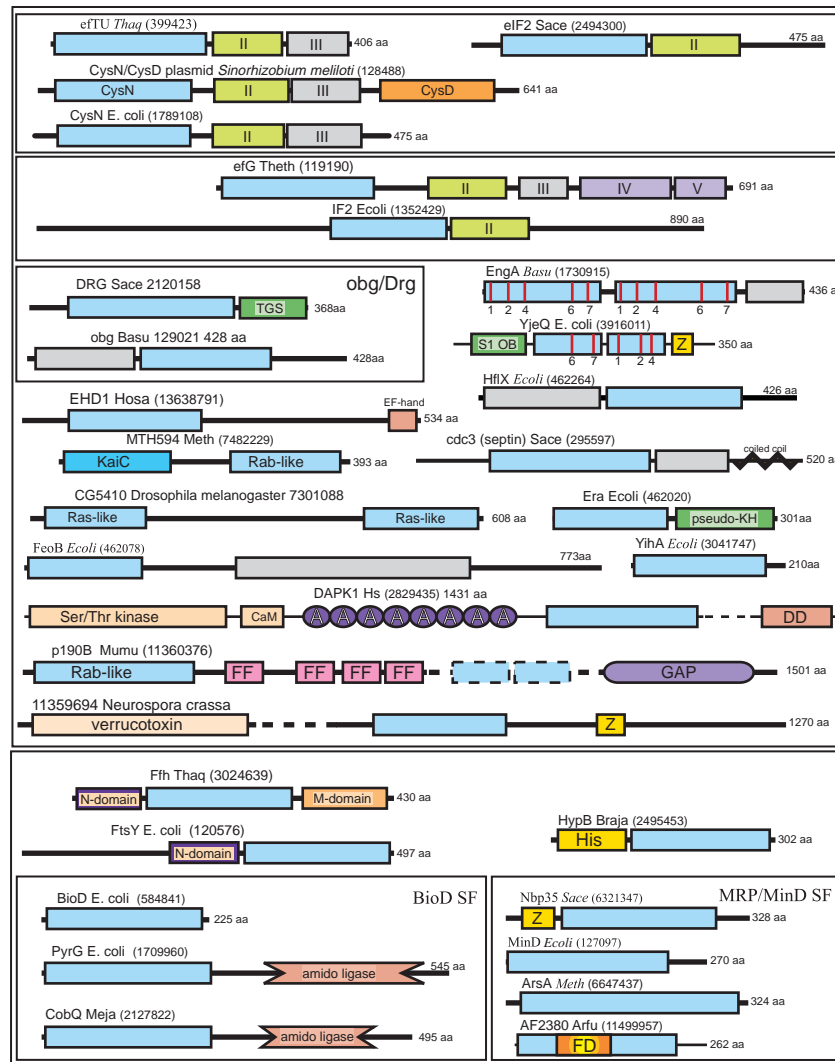 efTU Thaq (399423)
II III 406 aa
eIF2 Sace (2494300)
II 475 aa
CysN/CysD plasmid Sinorhizobium meliloti (128488)
CysN II III CysD 641 aa
CysN E. coli (1789108)
II III 475 aa
efG Theth (119190)
II III IV V 691 aa
IF2 Ecoli (1352429)
II 890 aa
obg/Drg
DRG Sace 2120158
TGS 368aa
obg Basu 129021 428 aa
428aa
EngA Basu (1730915)
436 a
1 2 4 6 7 1 2 4 6 7
YjeQ E. coli (3916011)
S1 OB Z 350 aa
6 7 1 2 4
HflX Ecoli (462264)
426 aa
EHD1 Hosa (13638791)
EF-hand
534 aa
MTH594 Meth (7482229)
KaiC Rab-like 393 aa
cdc3 (septin) Sace (295597)
coiled coil
520 aa
CG5410 Drosophila melanogaster 7301088
Ras-like Ras-like 608 aa
Era Ecoli (462020)
pseudo-KH 301aa
FeoB Ecoli (462078)
773aa
YihA Ecoli (3041747)
210aa
DAPK1 Hs (2829435) 1431 aa
Ser/Thr kinase CaM A A A A A A A A DD
p190B Mumu (11360376)
Rab-like FF FF FF FF GAP 1501 aa
11359694 Neurospora crassa
verrucotoxin Z 1270 aa
Ffh Thaq (3024639)
N-domain M-domain 430 aa
FtsY E. coli (120576)
N-domain 497 aa
HypB Braja (2495453)
His 302 aa
BioD SF
BioD E. coli (584841)
225 aa
PyrG E. coli (1709960)
amido ligase 545 aa
CobQ Meja (2127822)
amido ligase 495 aa
MRP/MinD SF
Nbp35 Sace (6321347)
Z 328 aa
MinD Ecoli (127097)
270 aa
ArsA Meth (6647437)
324 aa
AF2380 Arfu (11499957)
FD 262 aa